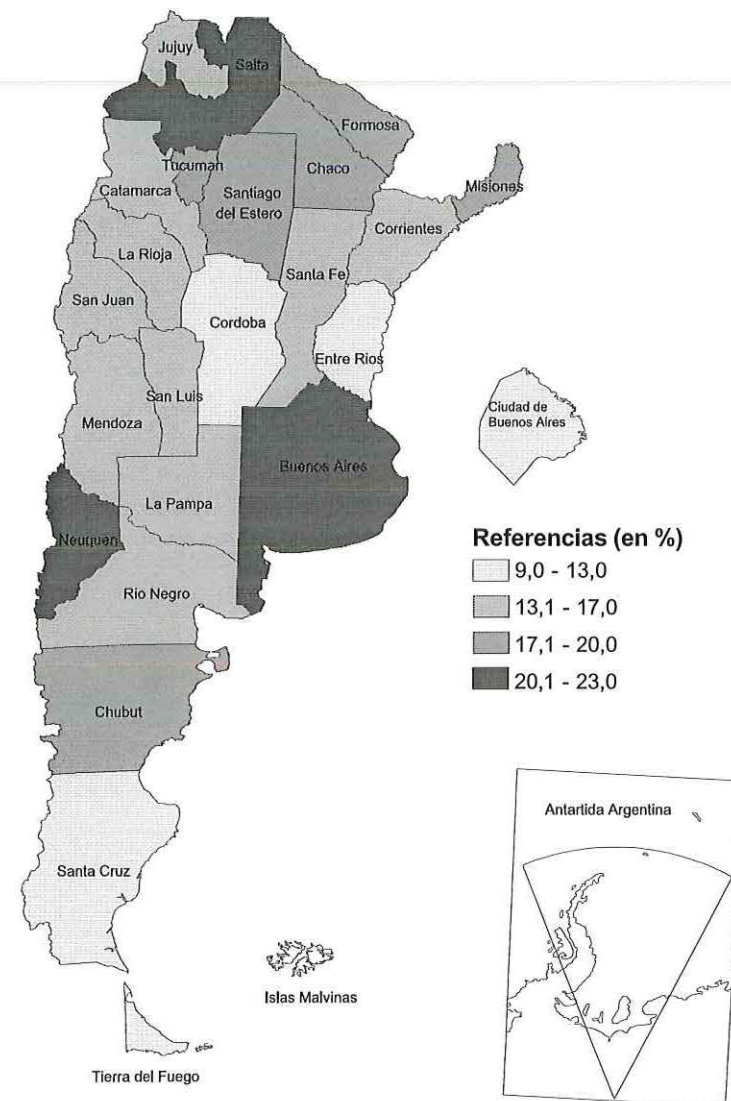 Jujuy
Salta
Formosa
Tucuman
Chaco
Misiones
Catamarca
Santiago
del Estero
Corrientes
La Rioja
Santa Fe
San Juan
Cordoba
Entre Rios
San Luis
Ciudad de
Buenos Aires
Mendoza
Buenos Aires
La Pampa
Neuquen
Rio Negro
Referencias (en %)
9,0 - 13,0
13,1 - 17,0
17,1 - 20,0
20,1 - 23,0
Chubut
Antartida Argentina
Santa Cruz
Islas Malvinas
Tierra del Fuego